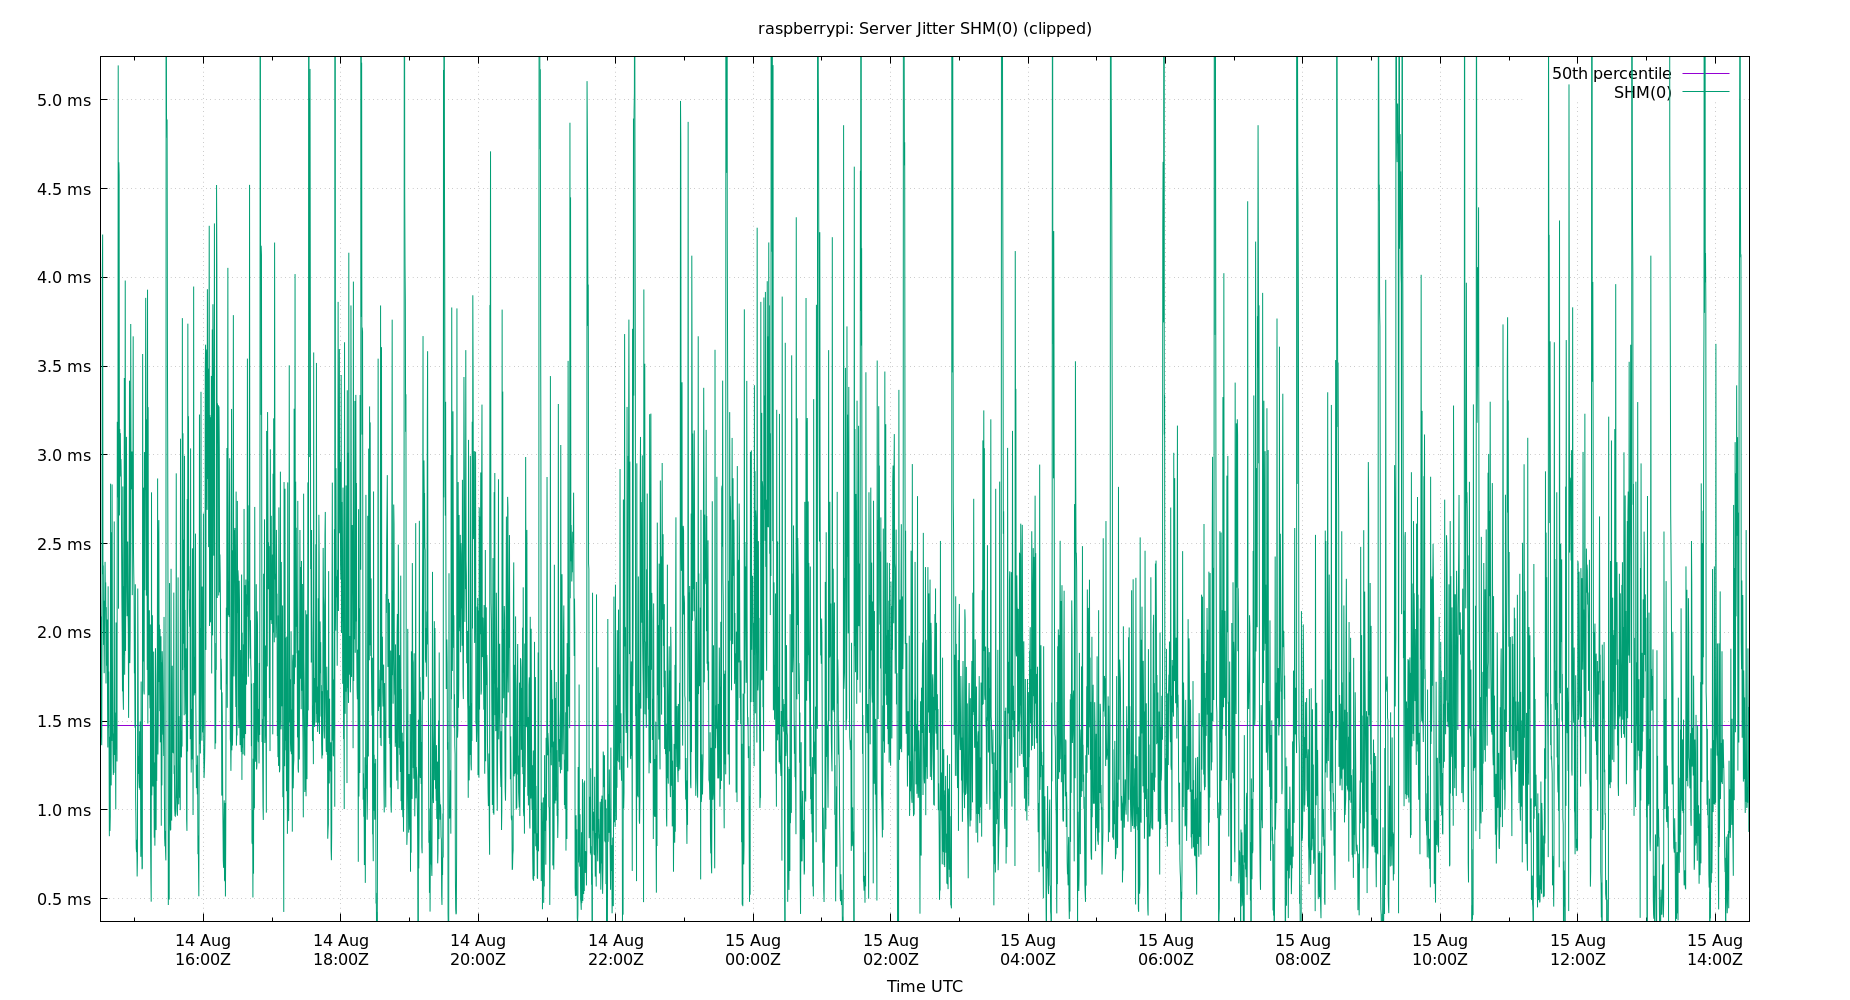 raspberrypi: Server Jitter SHM(0) (clipped)
50th percentile
SHM(0)
5.0 ms
4.5 ms
4.0 ms
3.5 ms
3.0 ms
2.5 ms
2.0 ms
1.5 ms
1.0 ms
0.5 ms
14 Aug 14 Aug 14 Aug 14 Aug 15 Aug 15 Aug 15 Aug 15 Aug 15 Aug 15 Aug 15 Aug 15 Aug
16:00Z 18:00Z 20:00Z 22:00Z 00:00Z 02:00Z 04:00Z 06:00Z 08:00Z 10:00Z 12:00Z 14:00Z
Time UTC